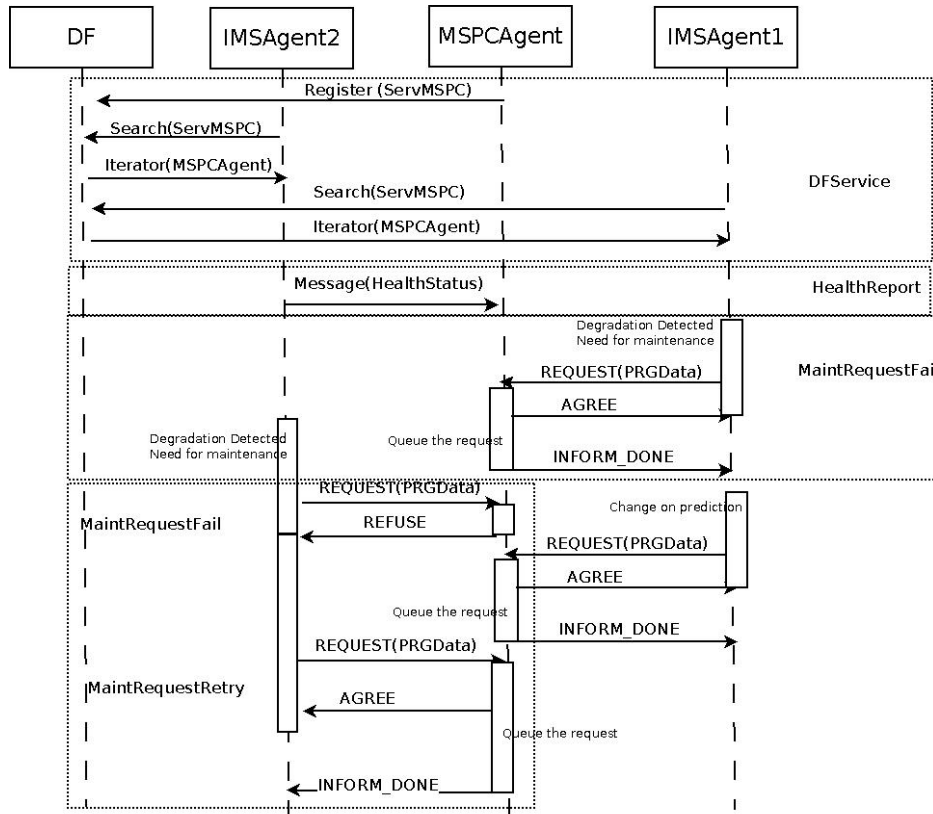 DF
IMSAgent2
MSPCAgent
IMSAgent1
Register (ServMSPC)
Search(ServMSPC)
Iterator(MSPCAgent)
DFService
Search(ServMSPC)
Iterator(MSPCAgent)
Message(HealthStatus)
HealthReport
Degradation Detected
Need for maintenance
REQUEST(PRGData)
MaintRequestFail
AGREE
Degradation Detected
Need for maintenance
Queue the request
INFORM_DONE
REQUEST(PRGData)
Change on prediction
MaintRequestFail
REFUSE
REQUEST(PRGData)
AGREE
Queue the request
INFORM_DONE
REQUEST(PRGData)
MaintRequestRetry
AGREE
Queue the request
INFORM_DONE